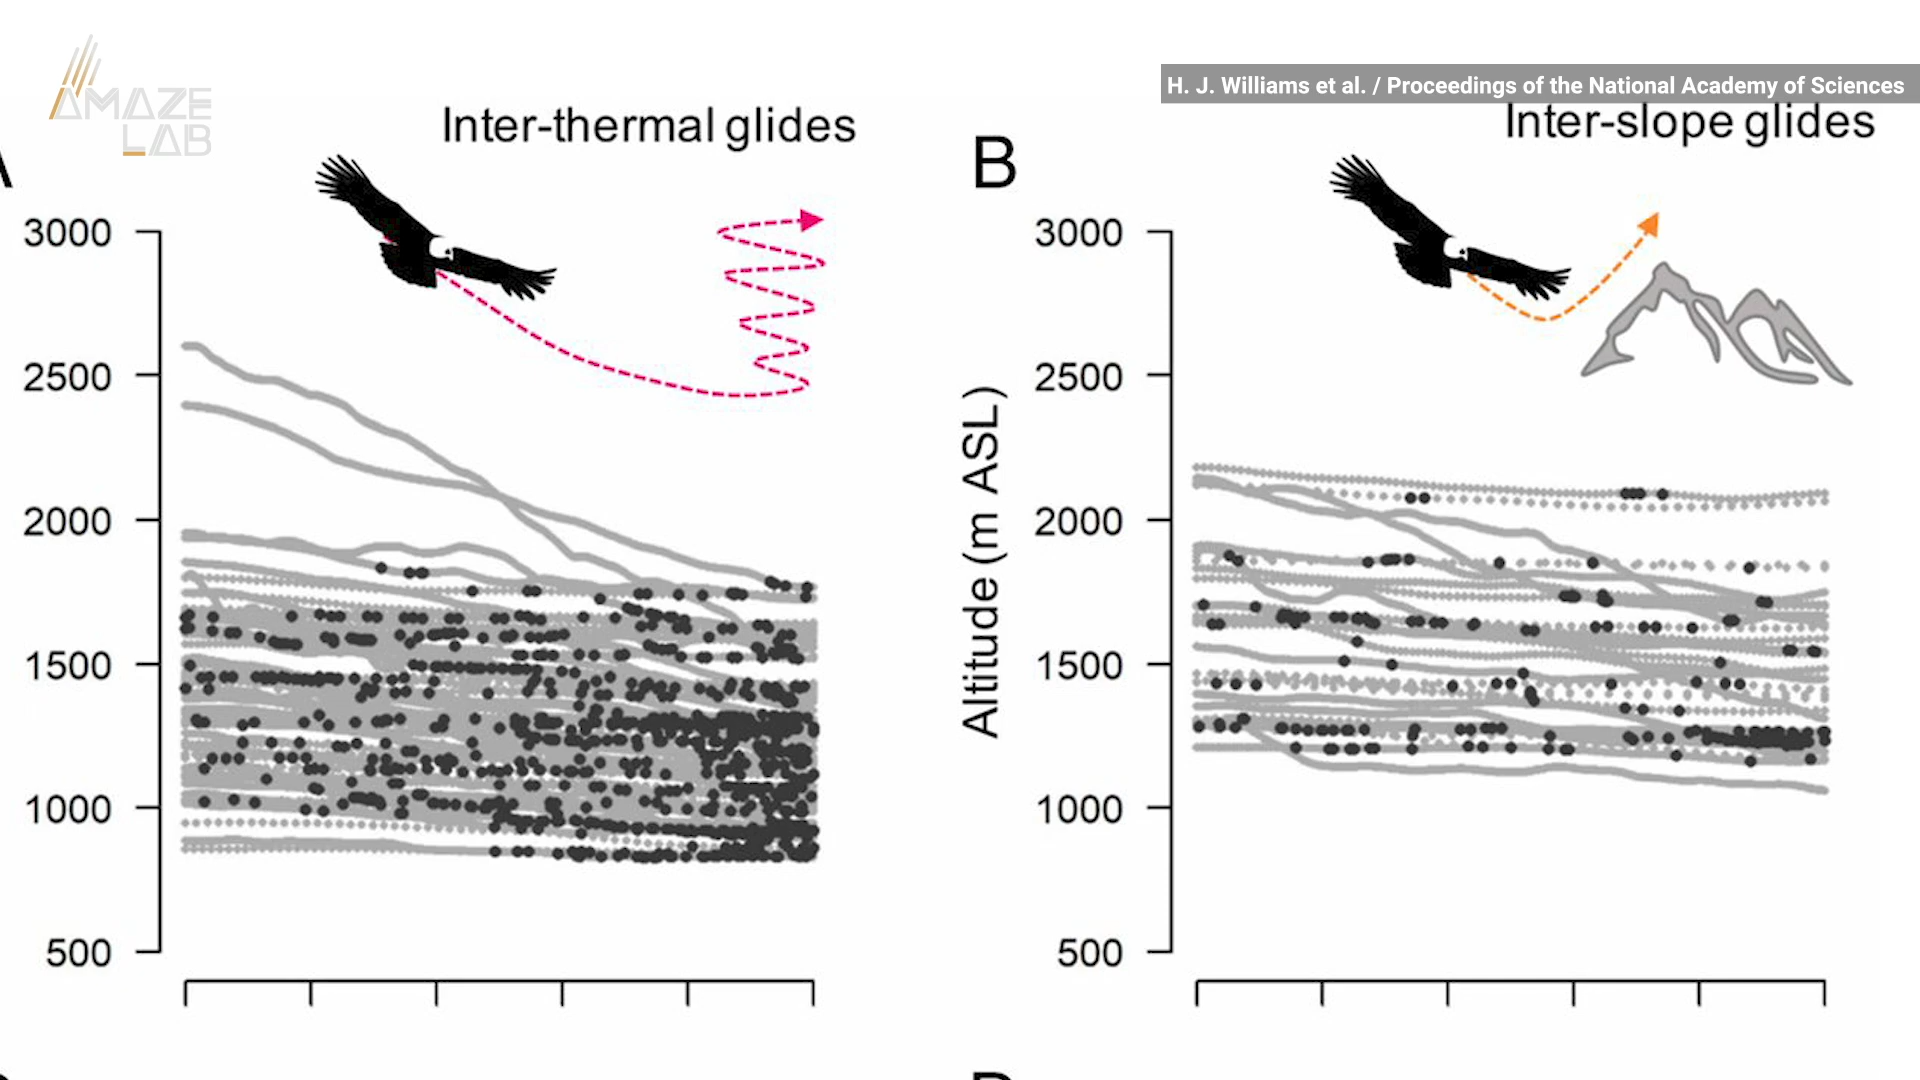 AMAZE
LAB
H. J. Williams et al. / Proceedings of the National Academy of Sciences
Inter-thermal glides
3000
2500
2000
1500
1000
500
B
Inter-slope glides
Altitude (m ASL)
3000
2500
2000
1500
1000
500